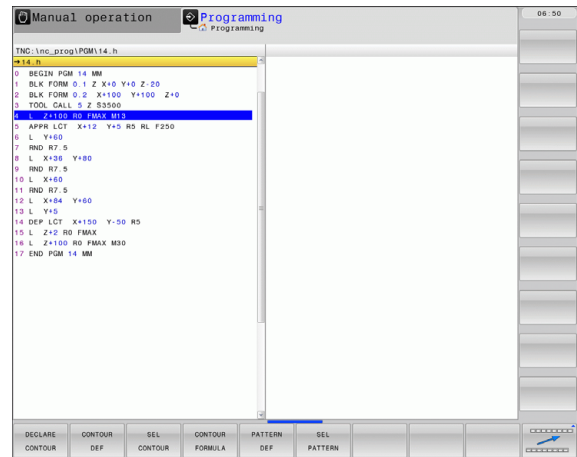 Manual operation
Programming
Programming
06:50
TNC:\nc_prog\PGM\14.h
→14.h
0 BEGIN PGM 14 MM
1 BLK FORM 0.1 Z X+0 Y+0 Z-20
2 BLK FORM 0.2 X+100 Y+100 Z+0
3 TOOL CALL 5 Z S3500
4 L Z+100 R0 FMAX M13
5 APPR LCT X+12 Y+5 R5 RL F250
6 L Y+60
7 RND R7.5
8 L X+36 Y+80
9 RND R7.5
10 L X+60
11 RND R7.5
12 L X+84 Y+60
13 L Y+5
14 DEP LCT X+150 Y-50 R5
15 L Z+2 R0 FMAX
16 L Z+100 R0 FMAX M30
17 END PGM 14 MM
DECLARE CONTOUR
CONTOUR DEF
SEL CONTOUR
CONTOUR FORMULA
PATTERN DEF
SEL PATTERN